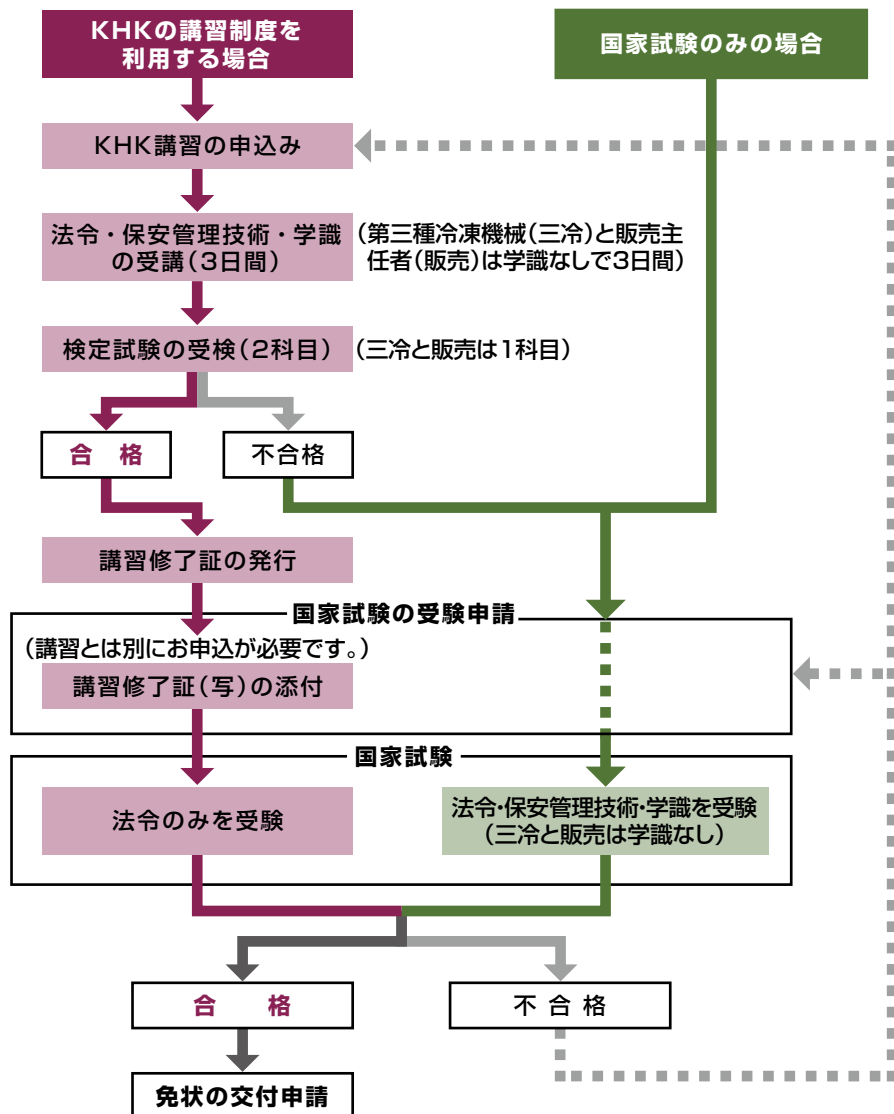 KHKの講習制度を
利用する場合
国家試験のみの場合
KHK講習の申込み
法令・保安管理技術・学識
の受講(3日間)
(第三種冷凍機械(三冷)と販売主
任者(販売)は学識なしで3日間)
検定試験の受検(2科目)
(三冷と販売は1科目)
合 格
不合格
講習修了証の発行
国家試験の受験申請
(講習とは別にお申込が必要です。)
講習修了証(写)の添付
国家試験
法令のみを受験
法令・保安管理技術・学識を受験
(三冷と販売は学識なし)
合 格
不 合 格
免状の交付申請